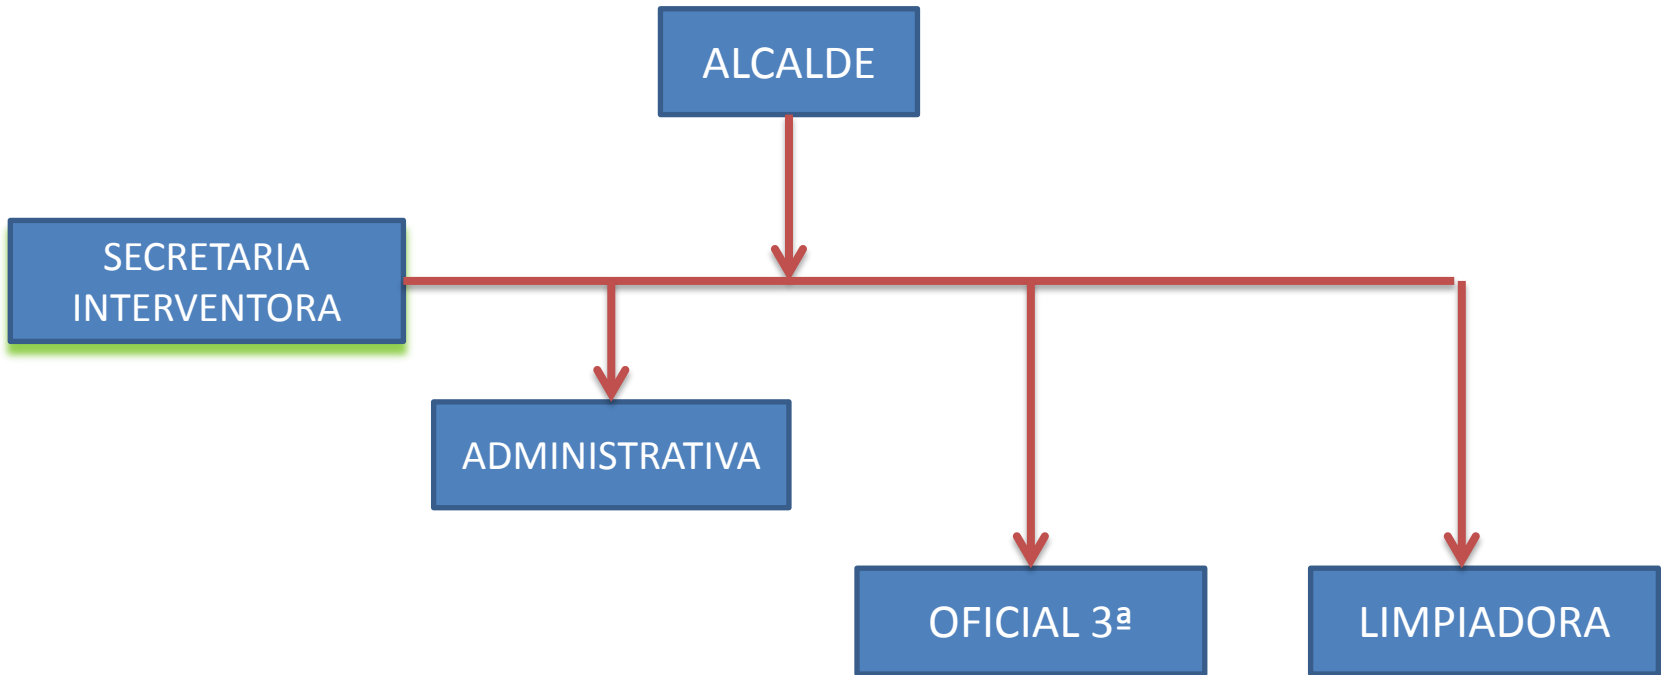 ALCALDE
SECRETARIA
INTERVENTORA
ADMINISTRATIVA
OFICIAL 3ª
LIMPIADORA